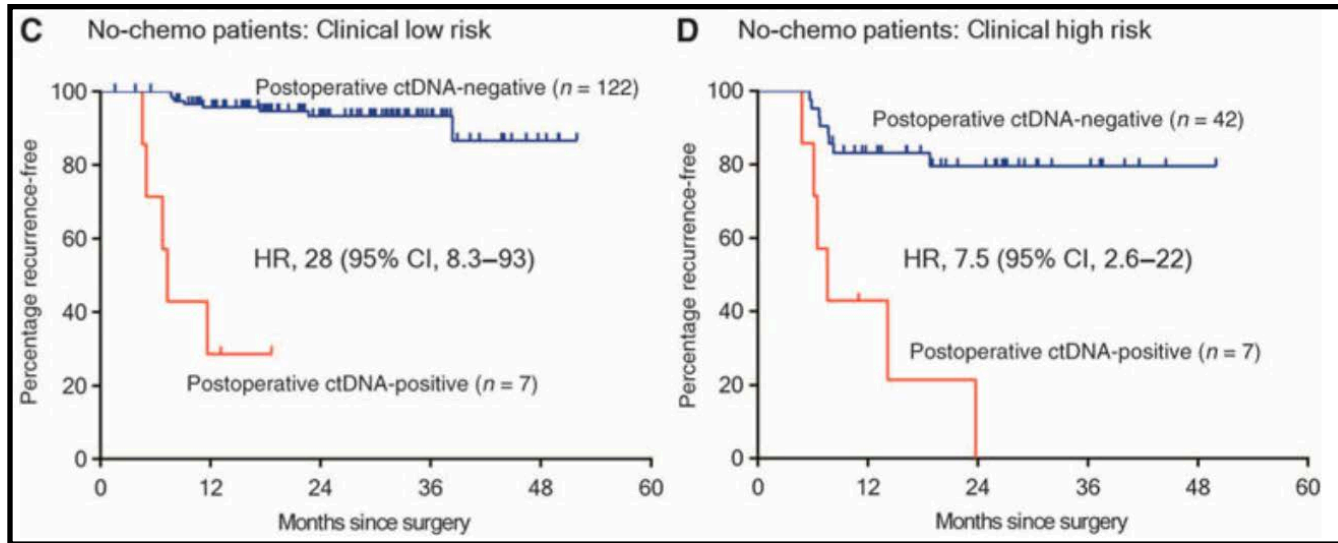 C No-chemo patients: Clinical low risk
Percentage recurrence-free
100
80
60
40
20
0
Postoperative ctDNA-negative (n = 122)
HR, 28 (95% CI, 8.3–93)
Postoperative ctDNA-positive (n = 7)
0 12 24 36 48 60
Months since surgery
D No-chemo patients: Clinical high risk
Percentage recurrence-free
100
80
60
40
20
0
Postoperative ctDNA-negative (n = 42)
HR, 7.5 (95% CI, 2.6–22)
Postoperative ctDNA-positive (n = 7)
0 12 24 36 48 60
Months since surgery